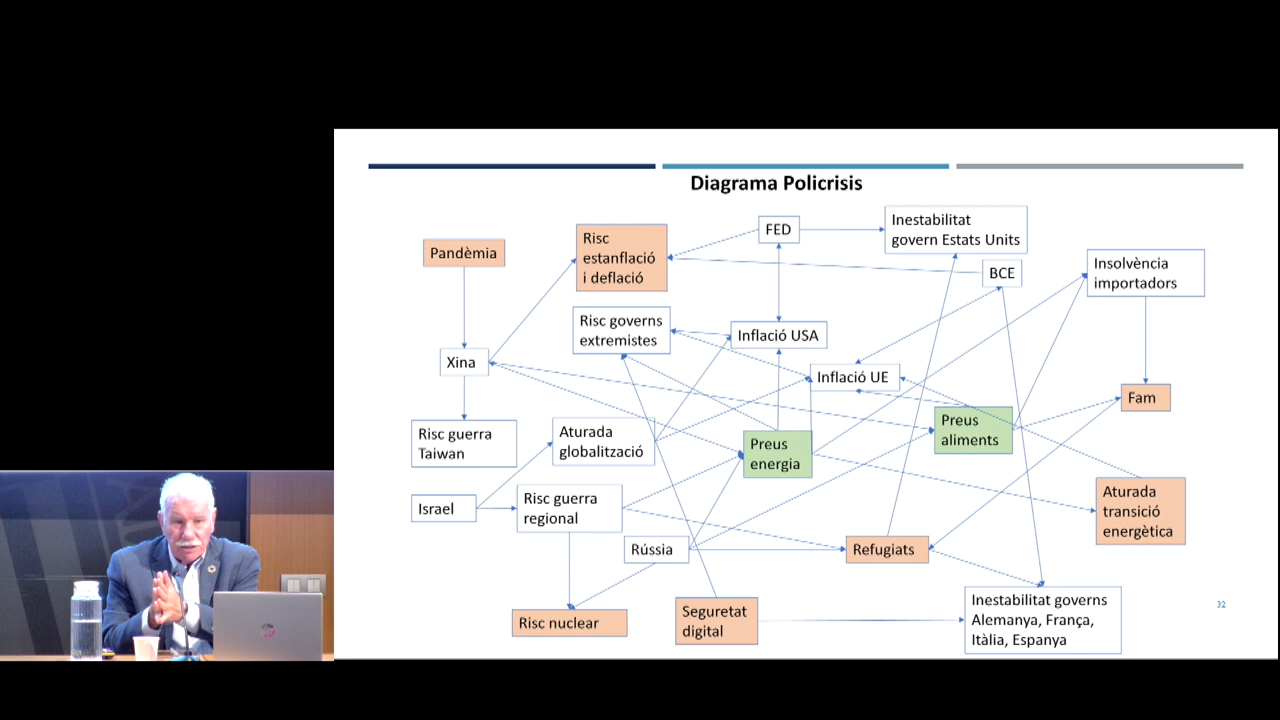 Diagrama Policrisis
Pandèmia
Risc
estanflació
i deflació
FED
Inestabilitat
govern Estats Units
BCE
Insolvència
importadors
Risc governs
extremistes
Inflació USA
Xina
Inflació UE
Fam
Risc guerra
Taiwan
Aturada
globalització
Preus
energia
Preus
aliments
Israel
Risc guerra
regional
Aturada
transició
energètica
Rússia
Refugiats
Risc nuclear
Seguretat
digital
Inestabilitat governs
Alemanya, França,
Itàlia, Espanya
32